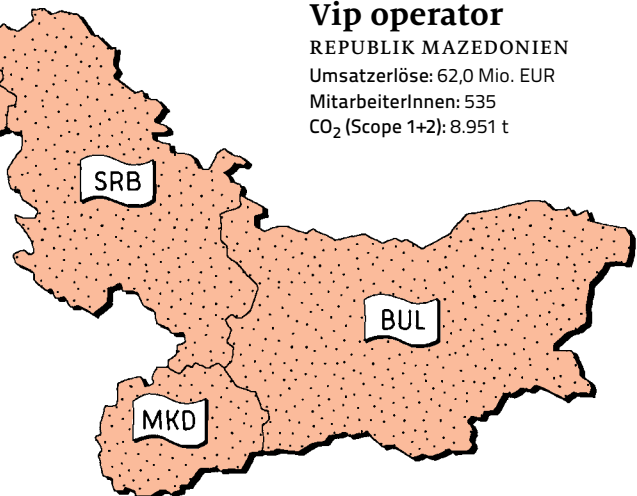 Vip operator
REPUBLIK MAZEDONIEN
Umsatzerlöse: 62,0 Mio. EUR
MitarbeiterInnen: 535
CO₂ (Scope 1+2): 8.951 t
SRB
BUL
MKD